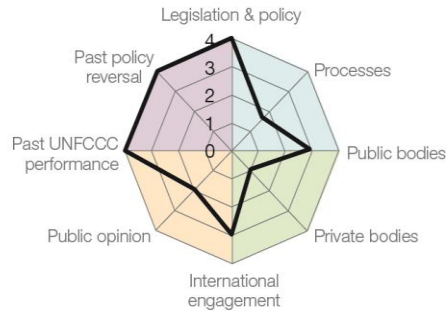 Legislation & policy
Past policy
reversal
Processes
4
3
2
1
0
Past UNFCCC
performance
Public bodies
Public opinion
Private bodies
International
engagement